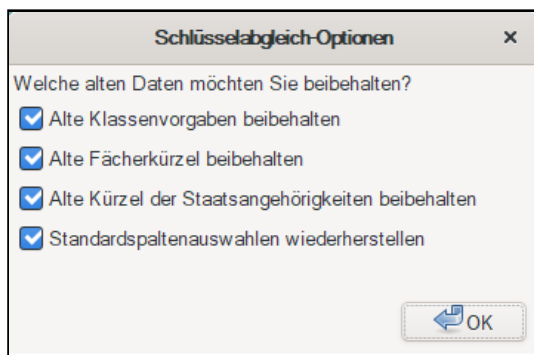 Schlüsselabgleich-Optionen
Welche alten Daten möchten Sie beibehalten?
Alte Klassenvorgaben beibehalten
Alte Fächerkürzel beibehalten
Alte Kürzel der Staatsangehörigkeiten beibehalten
Standardspaltenauswahlen wiederherstellen
OK